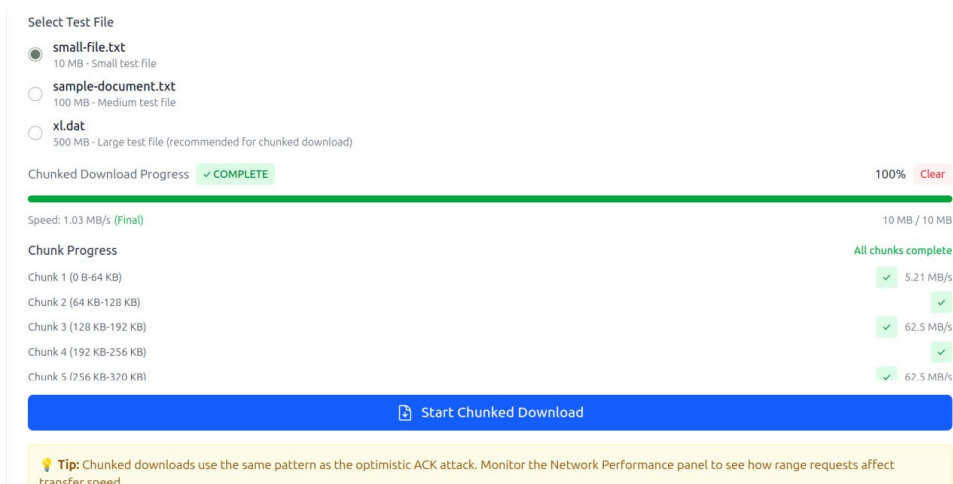 Select Test File
small-file.txt
10 MB - Small test file
sample-document.txt
100 MB - Medium test file
xl.dat
500 MB - Large test file (recommended for chunked download)
Chunked Download Progress ✓ COMPLETE 100% Clear
Speed: 1.03 MB/s (Final) 10 MB / 10 MB
Chunk Progress All chunks complete
Chunk 1 (0 B-64 KB) ✓ 5.21 MB/s
Chunk 2 (64 KB-128 KB) ✓
Chunk 3 (128 KB-192 KB) ✓ 62.5 MB/s
Chunk 4 (192 KB-256 KB) ✓
Chunk 5 (256 KB-320 KB) ✓ 62.5 MB/s
Start Chunked Download
💡 Tip: Chunked downloads use the same pattern as the optimistic ACK attack. Monitor the Network Performance panel to see how range requests affect
transfer speed